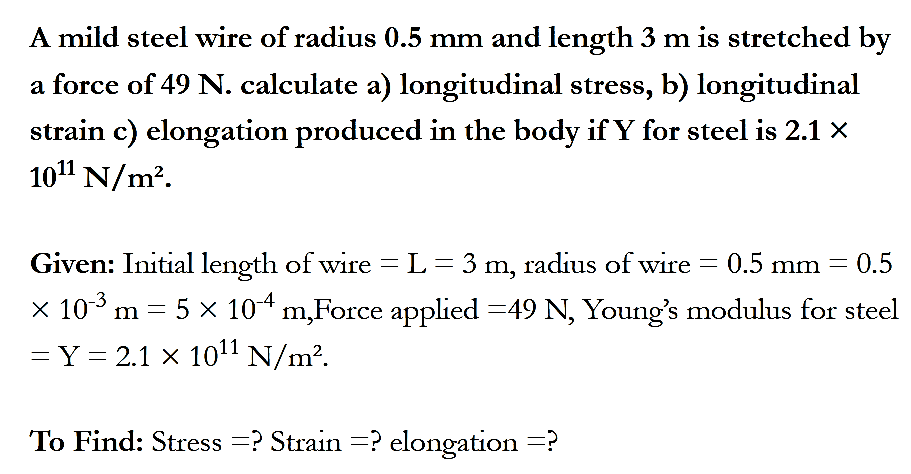 A mild steel wire of radius 0.5 mm and length 3 m is stretched by
a force of 49 N. calculate a) longitudinal stress, b) longitudinal
strain c) elongation produced in the body if Y for steel is 2.1 ×
10¹¹ N/m².
Given: Initial length of wire = L = 3 m, radius of wire = 0.5 mm = 0.5
× 10⁻³ m = 5 × 10⁻⁴ m,Force applied =49 N, Young’s modulus for steel
= Y = 2.1 × 10¹¹ N/m².
To Find: Stress =? Strain =? elongation =?